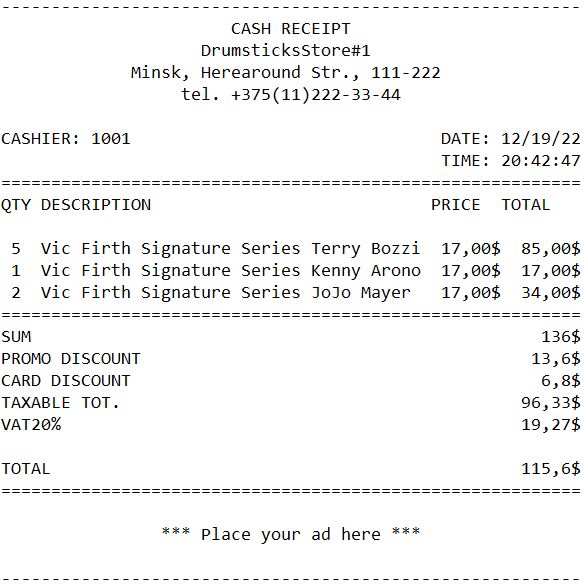 CASH RECEIPT
DrumsticksStore#1
Minsk, Herearound Str., 111-222
tel. +375(11)222-33-44
CASHIER: 1001 DATE: 12/19/22
TIME: 20:42:47
QTY DESCRIPTION PRICE TOTAL
5 Vic Firth Signature Series Terry Bozzi 17,00$ 85,00$
1 Vic Firth Signature Series Kenny Arono 17,00$ 17,00$
2 Vic Firth Signature Series JoJo Mayer 17,00$ 34,00$
SUM 136$
PROMO DISCOUNT 13,6$
CARD DISCOUNT 6,8$
TAXABLE TOT. 96,33$
VAT20% 19,27$
TOTAL 115,6$
*** Place your ad here ***